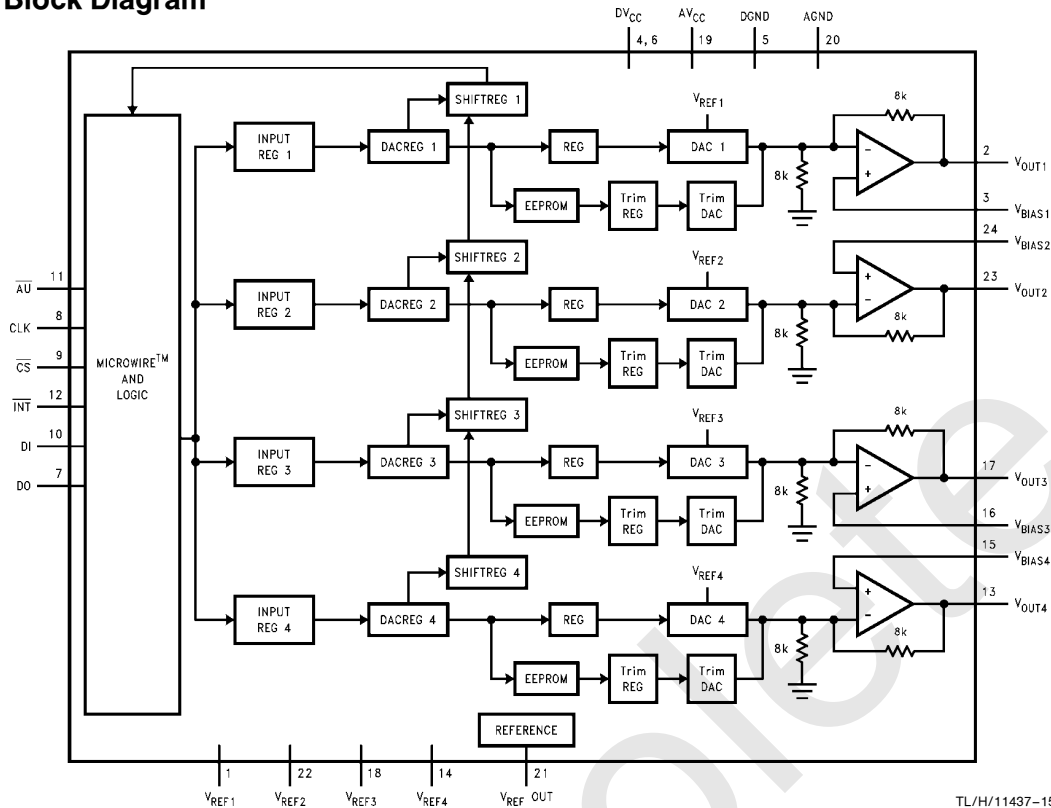 Block Diagram
DVCC AVCC DGND AGND
4, 6 19 5 20
SHIFTREG 1
VREF1
8k
INPUT REG 1
DACREG 1
REG
DAC 1
8k
−
+
2
VOUT1
EEPROM
Trim REG
Trim DAC
3
VBIAS1
24
VBIAS2
SHIFTREG 2
VREF2
+
−
23
VOUT2
INPUT REG 2
DACREG 2
REG
DAC 2
8k
8k
EEPROM
Trim REG
Trim DAC
11
AU
8
CLK
9
CS
12
INT
10
DI
7
DO
MICROWIRE™
AND
LOGIC
SHIFTREG 3
VREF3
8k
INPUT REG 3
DACREG 3
REG
DAC 3
8k
−
+
17
VOUT3
EEPROM
Trim REG
Trim DAC
16
VBIAS3
15
VBIAS4
SHIFTREG 4
VREF4
+
−
13
VOUT4
INPUT REG 4
DACREG 4
REG
DAC 4
8k
8k
EEPROM
Trim REG
Trim DAC
REFERENCE
1 22 18 14 21
VREF1 VREF2 VREF3 VREF4 VREF OUT
TL/H/11437–15